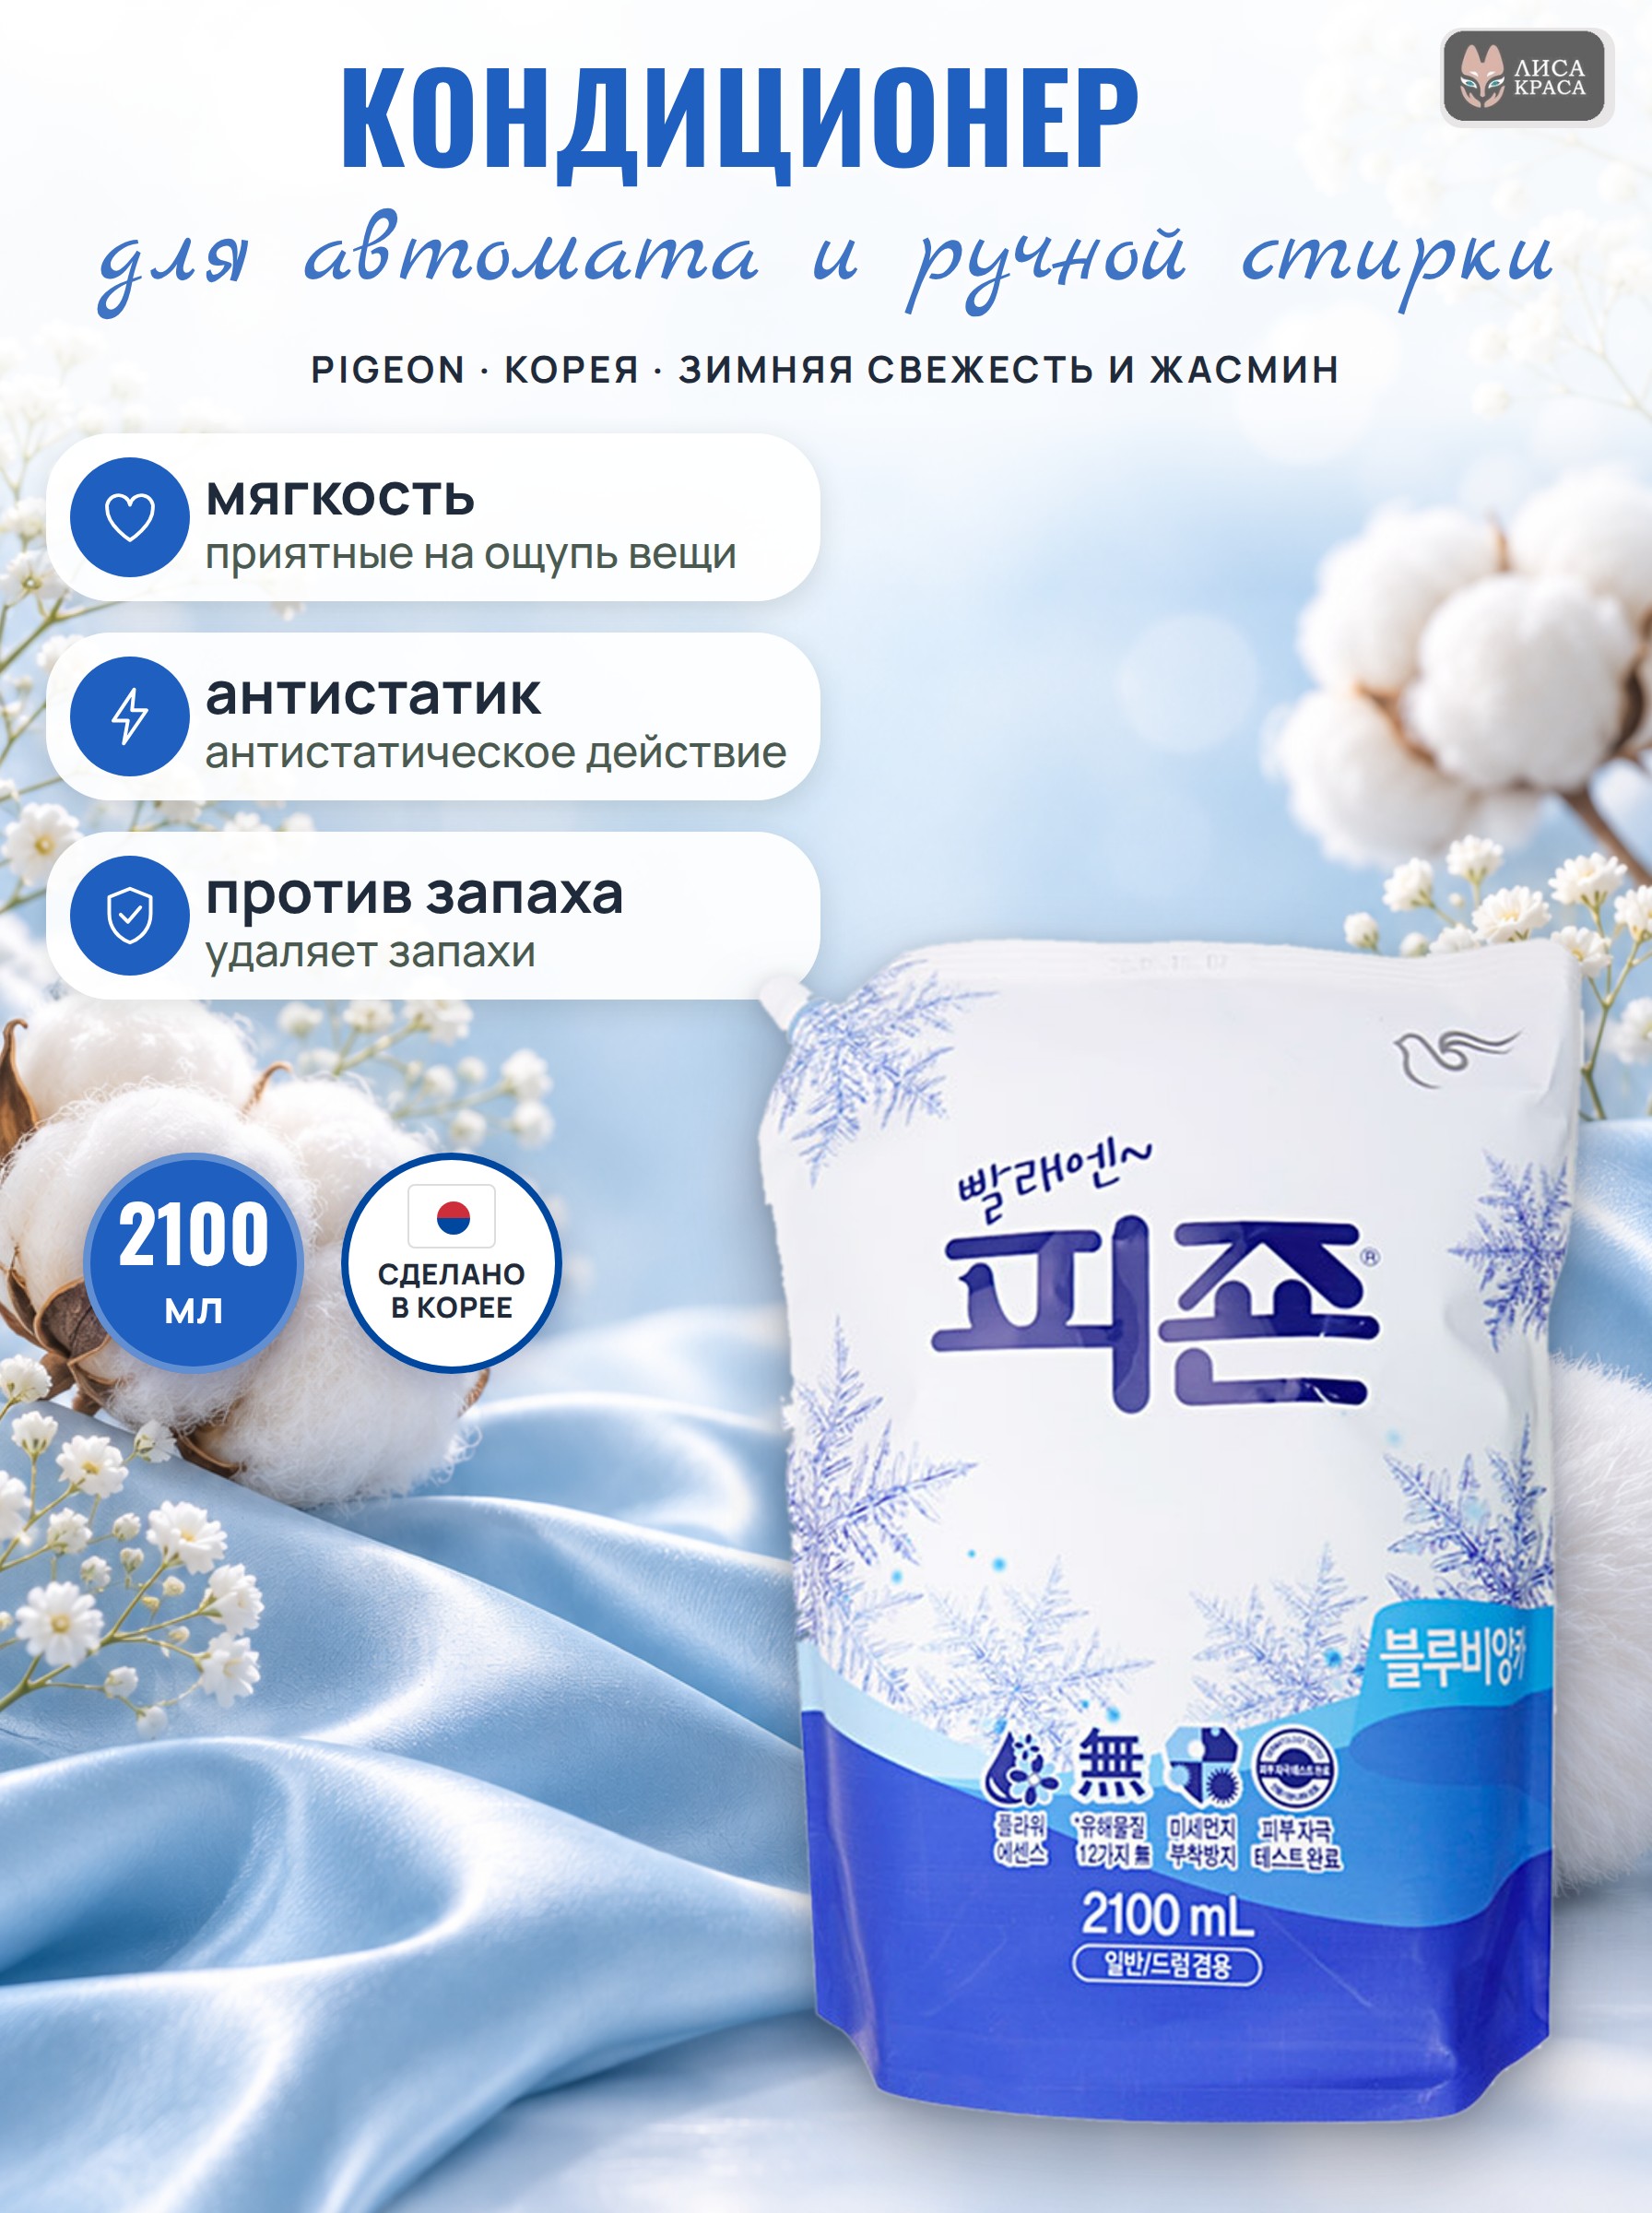 ЛИСА
КРАСА
КОНДИЦИОНЕР
для автомата и ручной стирки
PIGEON · КОРЕЯ · ЗИМНЯЯ СВЕЖЕСТЬ И ЖАСМИН
мягкость
приятные на ощупь вещи
антистатик
антистатическое действие
против запаха
удаляет запахи
2100
мл
СДЕЛАНО
В КОРЕЕ
빨래엔~
피죤®
블루비앙카
無
플라워
에센스
*유해물질
12가지 無
미세먼지
부착방지
피부자극
테스트완료
2100 mL
일반/드럼겸용